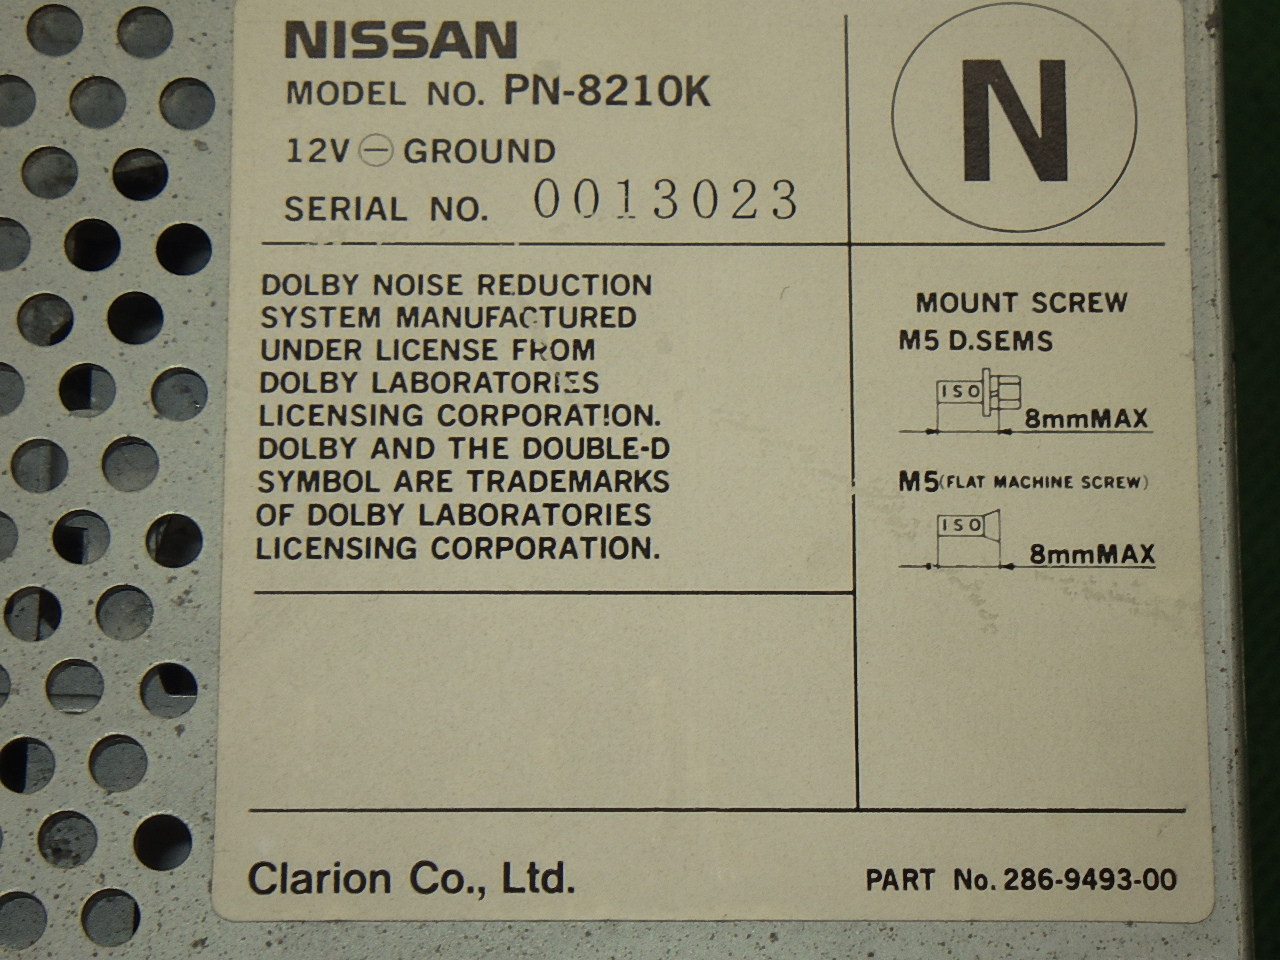 NISSAN
MODEL NO. PN-8210K
12V ⊖ GROUND
SERIAL NO. 0013023
N
DOLBY NOISE REDUCTION
SYSTEM MANUFACTURED
UNDER LICENSE FROM
DOLBY LABORATORIES
LICENSING CORPORATION.
DOLBY AND THE DOUBLE-D
SYMBOL ARE TRADEMARKS
OF DOLBY LABORATORIES
LICENSING CORPORATION.
MOUNT SCREW
M5 D.SEMS
ISO
8mmMAX
M5(FLAT MACHINE SCREW)
ISO
8mmMAX
Clarion Co., Ltd.
PART No. 286-9493-00